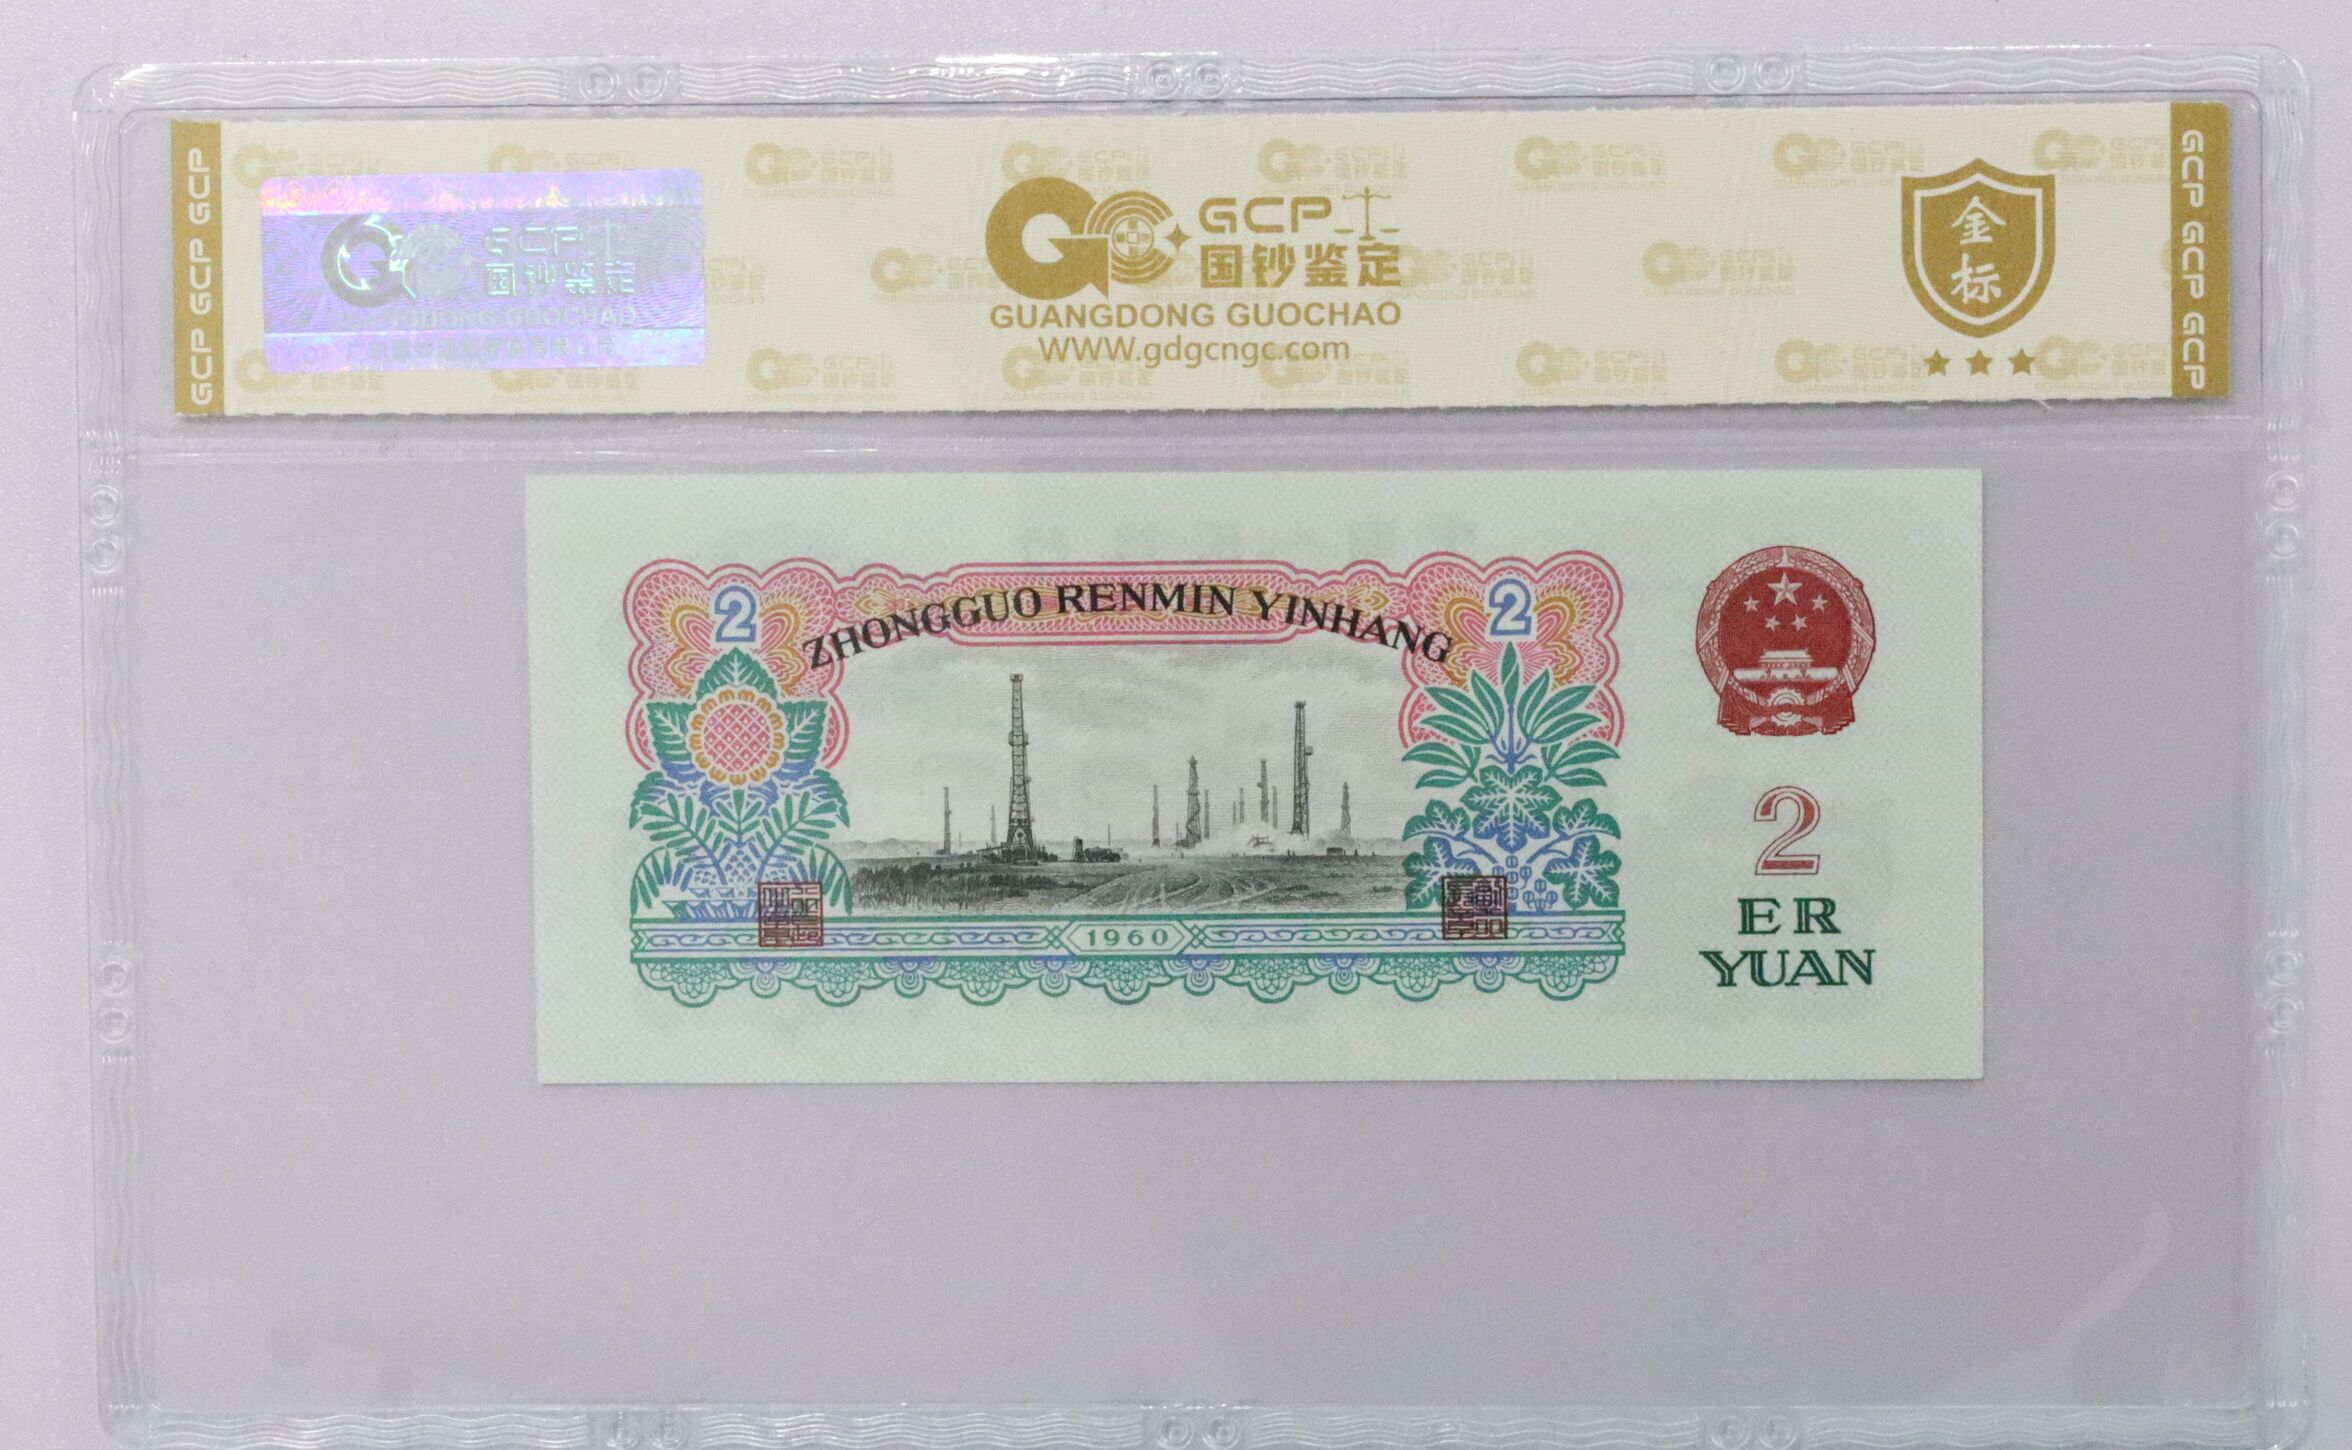 GCP GCP GCP
GCP
国钞鉴定
GUANGDONG GUOCHAO
GCP
国钞鉴定
GUANGDONG GUOCHAO
WWW.gdgcngc.com
金
标
GCP GCP GCP
ZHONGGUO RENMIN YINHANG
2
2
2
ER
YUAN
1960